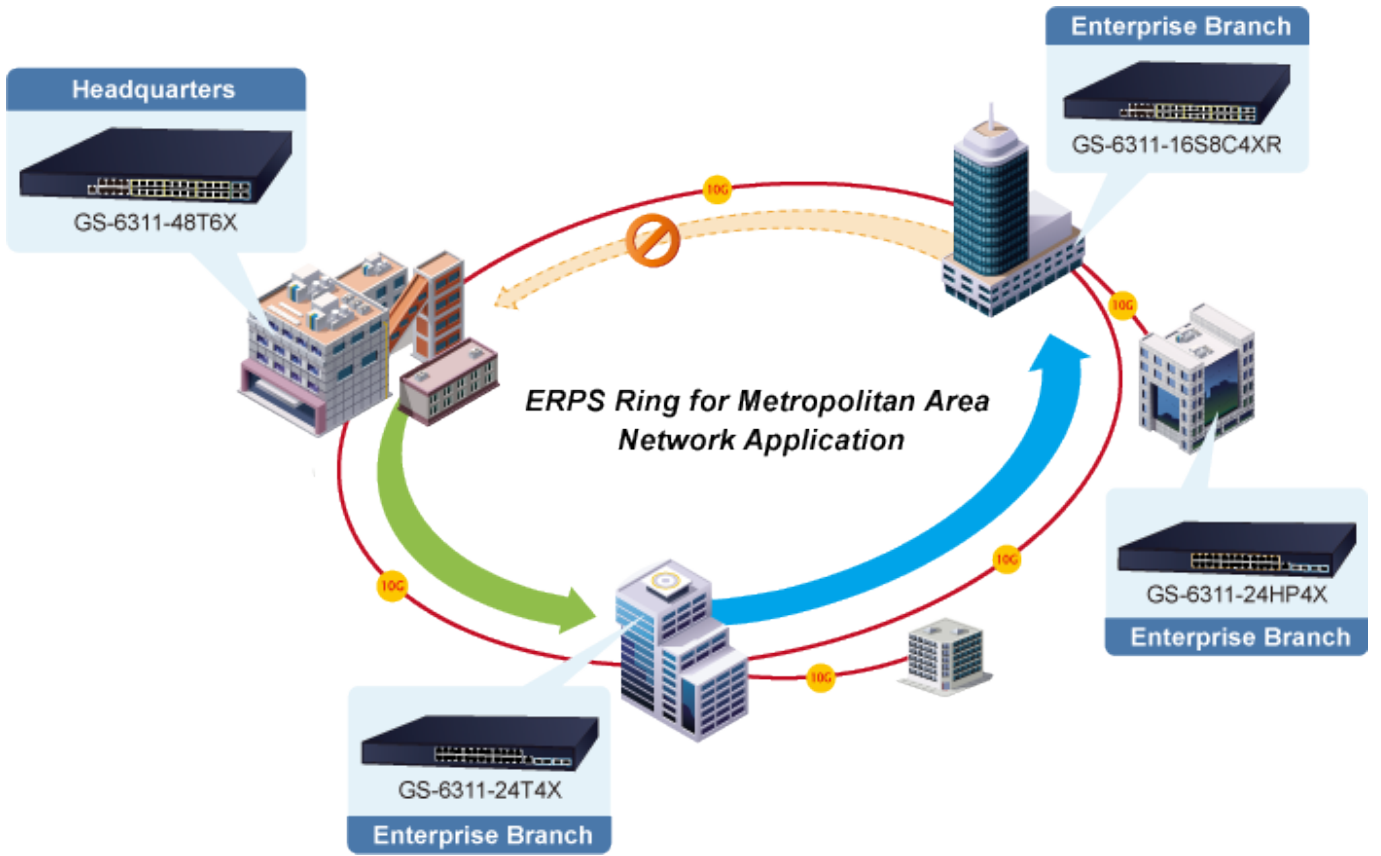 Enterprise Branch
GS-6311-16S8C4XR
Headquarters
GS-6311-48T6X
10G
10G
ERPS Ring for Metropolitan Area
Network Application
GS-6311-24HP4X
Enterprise Branch
10G
10G
10G
GS-6311-24T4X
Enterprise Branch